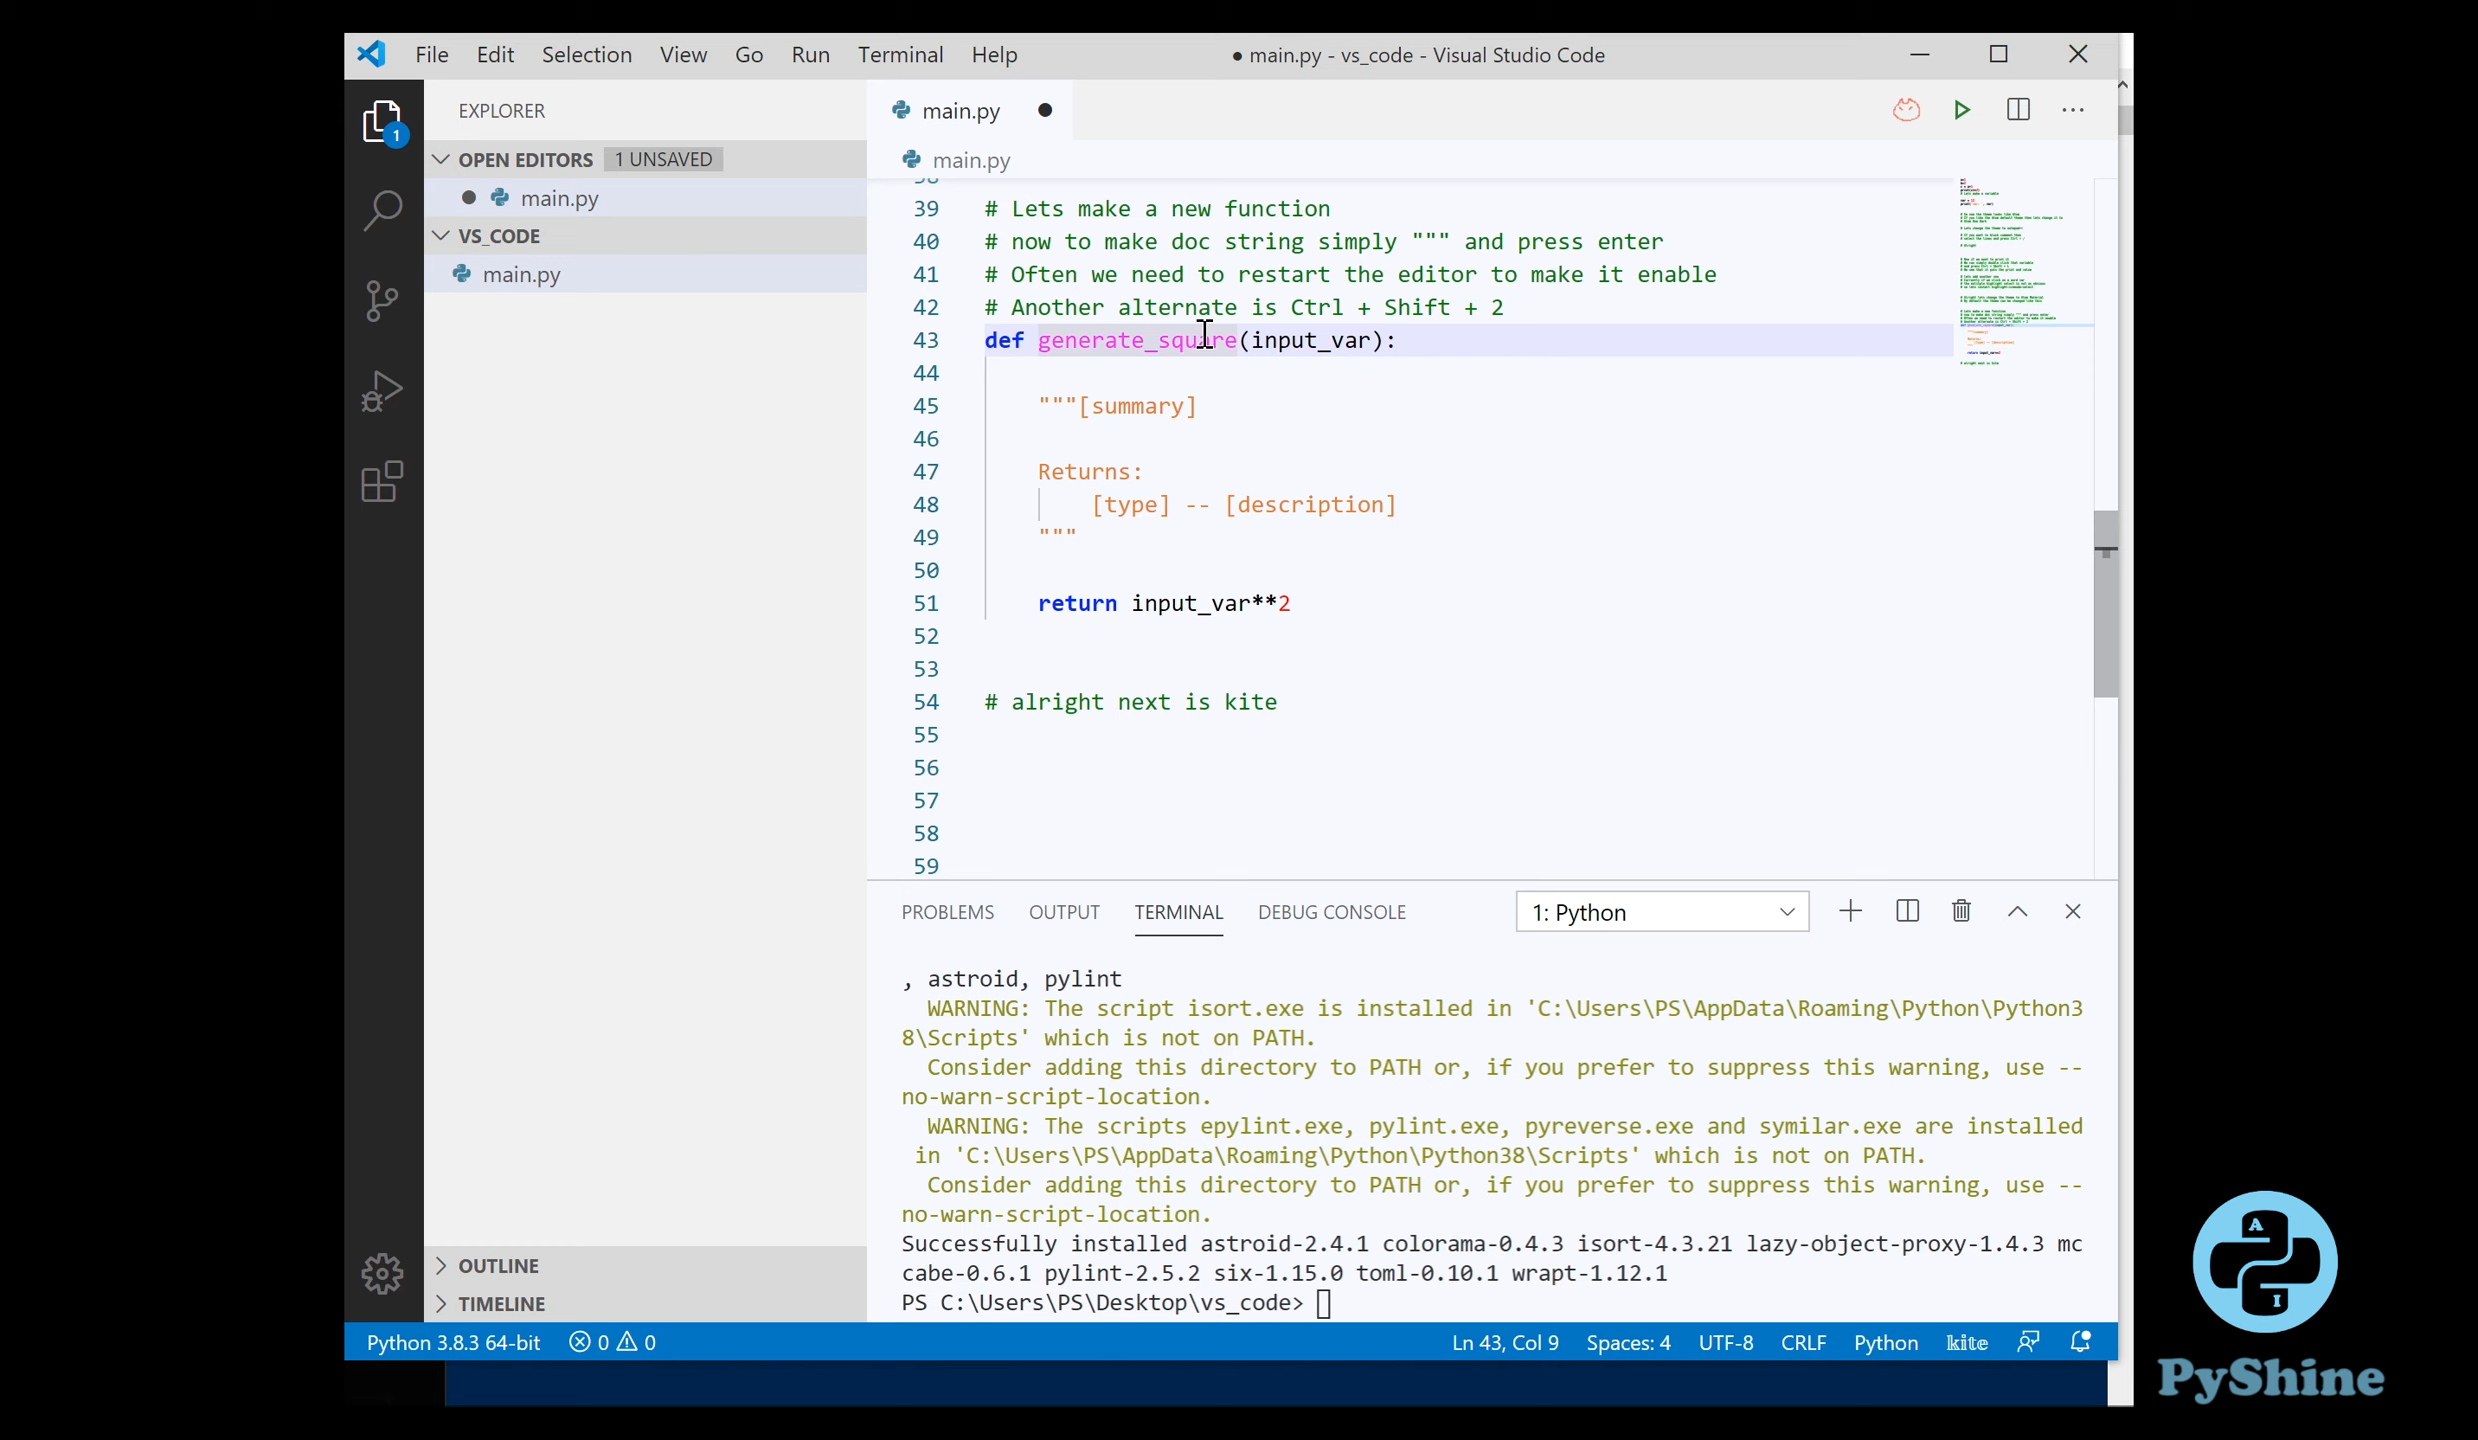 File Edit Selection View Go Run Terminal Help ● main.py - vs_code - Visual Studio Code
1
EXPLORER
OPEN EDITORS 1 UNSAVED
main.py
VS_CODE
main.py
main.py
main.py
39 # Lets make a new function
40 # now to make doc string simply """ and press enter
41 # Often we need to restart the editor to make it enable
42 # Another alternate is Ctrl + Shift + 2
43 def generate_square(input_var):
44
45 """[summary]
46
47 Returns:
48 [type] -- [description]
49 """
50
51 return input_var**2
52
53
54 # alright next is kite
55
56
57
58
59
PROBLEMS OUTPUT TERMINAL DEBUG CONSOLE 1: Python
, astroid, pylint
WARNING: The script isort.exe is installed in 'C:\Users\PS\AppData\Roaming\Python\Python3
8\Scripts' which is not on PATH.
Consider adding this directory to PATH or, if you prefer to suppress this warning, use --
no-warn-script-location.
WARNING: The scripts epylint.exe, pylint.exe, pyreverse.exe and symilar.exe are installed
in 'C:\Users\PS\AppData\Roaming\Python\Python38\Scripts' which is not on PATH.
Consider adding this directory to PATH or, if you prefer to suppress this warning, use --
no-warn-script-location.
Successfully installed astroid-2.4.1 colorama-0.4.3 isort-4.3.21 lazy-object-proxy-1.4.3 mc
cabe-0.6.1 pylint-2.5.2 six-1.15.0 toml-0.10.1 wrapt-1.12.1
PS C:\Users\PS\Desktop\vs_code>
OUTLINE
TIMELINE
Python 3.8.3 64-bit 0 0 Ln 43, Col 9 Spaces: 4 UTF-8 CRLF Python kite
A
I
PyShine